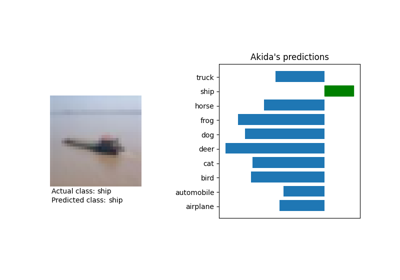 Akida's predictions
truck
ship
horse
frog
dog
deer
cat
bird
automobile
airplane
Actual class: ship
Predicted class: ship